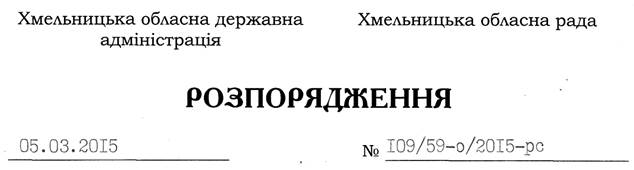 Хмельницька обласна державна адміністрація
Хмельницька обласна рада
РОЗПОРЯДЖЕННЯ
05.03.2015 № 109/59-о/2015-рс